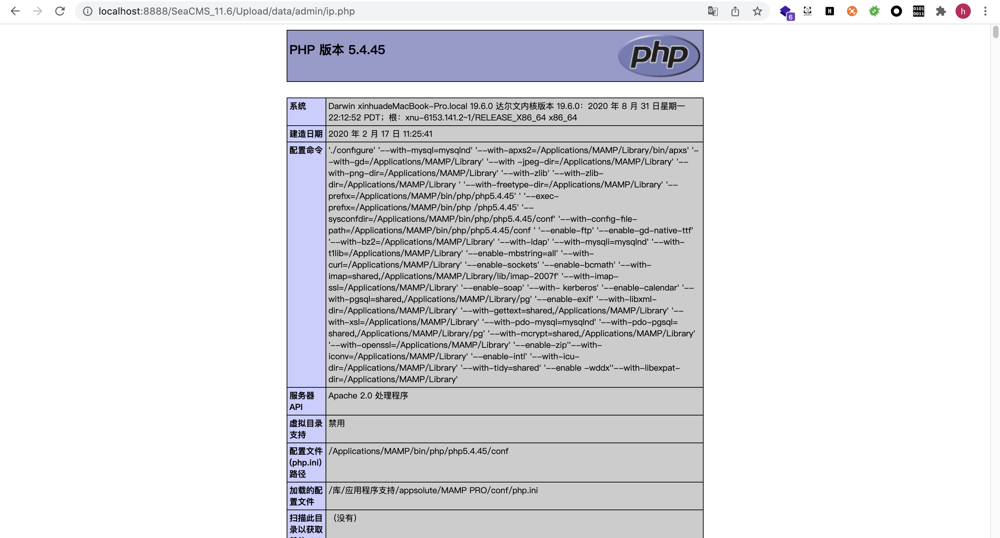 localhost:8888/SeaCMS_11.6/Upload/data/admin/ip.php
6
H
0101
0011
h
PHP 版本 5.4.45
php
系统
Darwin xinhuadeMacBook-Pro.local 19.6.0 达尔文内核版本 19.6.0：2020 年 8 月 31 日星期一
22:12:52 PDT；根：xnu-6153.141.2~1/RELEASE_X86_64 x86_64
建造日期
2020 年 2 月 17 日 11:25:41
配置命令
'./configure' '--with-mysql=mysqlnd' '--with-apxs2=/Applications/MAMP/Library/bin/apxs' '-
-with-gd=/Applications/MAMP/Library' '--with -jpeg-dir=/Applications/MAMP/Library' '--
with-png-dir=/Applications/MAMP/Library' '--with-zlib' '--with-zlib-
dir=/Applications/MAMP/Library ' '--with-freetype-dir=/Applications/MAMP/Library' '--
prefix=/Applications/MAMP/bin/php/php5.4.45' ' '--exec-
prefix=/Applications/MAMP/bin/php /php5.4.45' '--
sysconfdir=/Applications/MAMP/bin/php/php5.4.45/conf' '--with-config-file-
path=/Applications/MAMP/bin/php/php5.4.45/conf ' '--enable-ftp' '--enable-gd-native-ttf'
'--with-bz2=/Applications/MAMP/Library' '--with-ldap' '--with-mysqli=mysqlnd' '--with-
t1lib=/Applications/MAMP/Library' '--enable-mbstring=all' '--with-
curl=/Applications/MAMP/Library' '--enable-sockets' '--enable-bcmath' '--with-
imap=shared,/Applications/MAMP/Library/lib/imap-2007f' '--with-imap-
ssl=/Applications/MAMP/Library' '--enable-soap' '--with- kerberos' '--enable-calendar' '--
with-pgsql=shared,/Applications/MAMP/Library/pg' '--enable-exif' '--with-libxml-
dir=/Applications/MAMP/Library' '--with-gettext=shared,/Applications/MAMP/Library' '--
with-xsl=/Applications/MAMP/Library' '--with-pdo-mysql=mysqlnd' '--with-pdo-pgsql=
shared,/Applications/MAMP/Library/pg' '--with-mcrypt=shared,/Applications/MAMP/Library'
'--with-openssl=/Applications/MAMP/Library' '--enable-zip''--with-
iconv=/Applications/MAMP/Library' '--enable-intl' '--with-icu-
dir=/Applications/MAMP/Library' '--with-tidy=shared' '--enable -wddx''--with-libexpat-
dir=/Applications/MAMP/Library'
服务器
API
Apache 2.0 处理程序
虚拟目录
支持
禁用
配置文件
(php.ini)
路径
/Applications/MAMP/bin/php/php5.4.45/conf
加载的配
置文件
/库/应用程序支持/appsolute/MAMP PRO/conf/php.ini
扫描此目
录以获取
（没有）